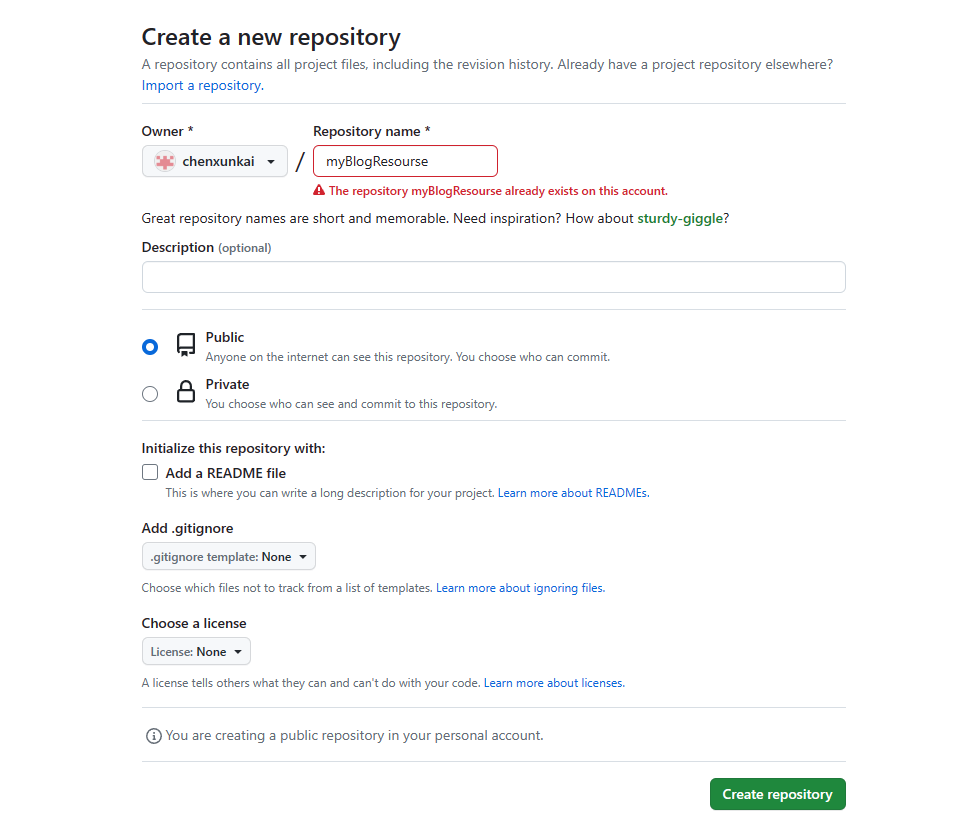 Create a new repository
A repository contains all project files, including the revision history. Already have a project repository elsewhere?
Import a repository.
Owner * Repository name *
chenxunkai / myBlogResourse
The repository myBlogResourse already exists on this account.
Great repository names are short and memorable. Need inspiration? How about sturdy-giggle?
Description (optional)
Public
Anyone on the internet can see this repository. You choose who can commit.
Private
You choose who can see and commit to this repository.
Initialize this repository with:
Add a README file
This is where you can write a long description for your project. Learn more about READMEs.
Add .gitignore
.gitignore template: None
Choose which files not to track from a list of templates. Learn more about ignoring files.
Choose a license
License: None
A license tells others what they can and can't do with your code. Learn more about licenses.
You are creating a public repository in your personal account.
Create repository